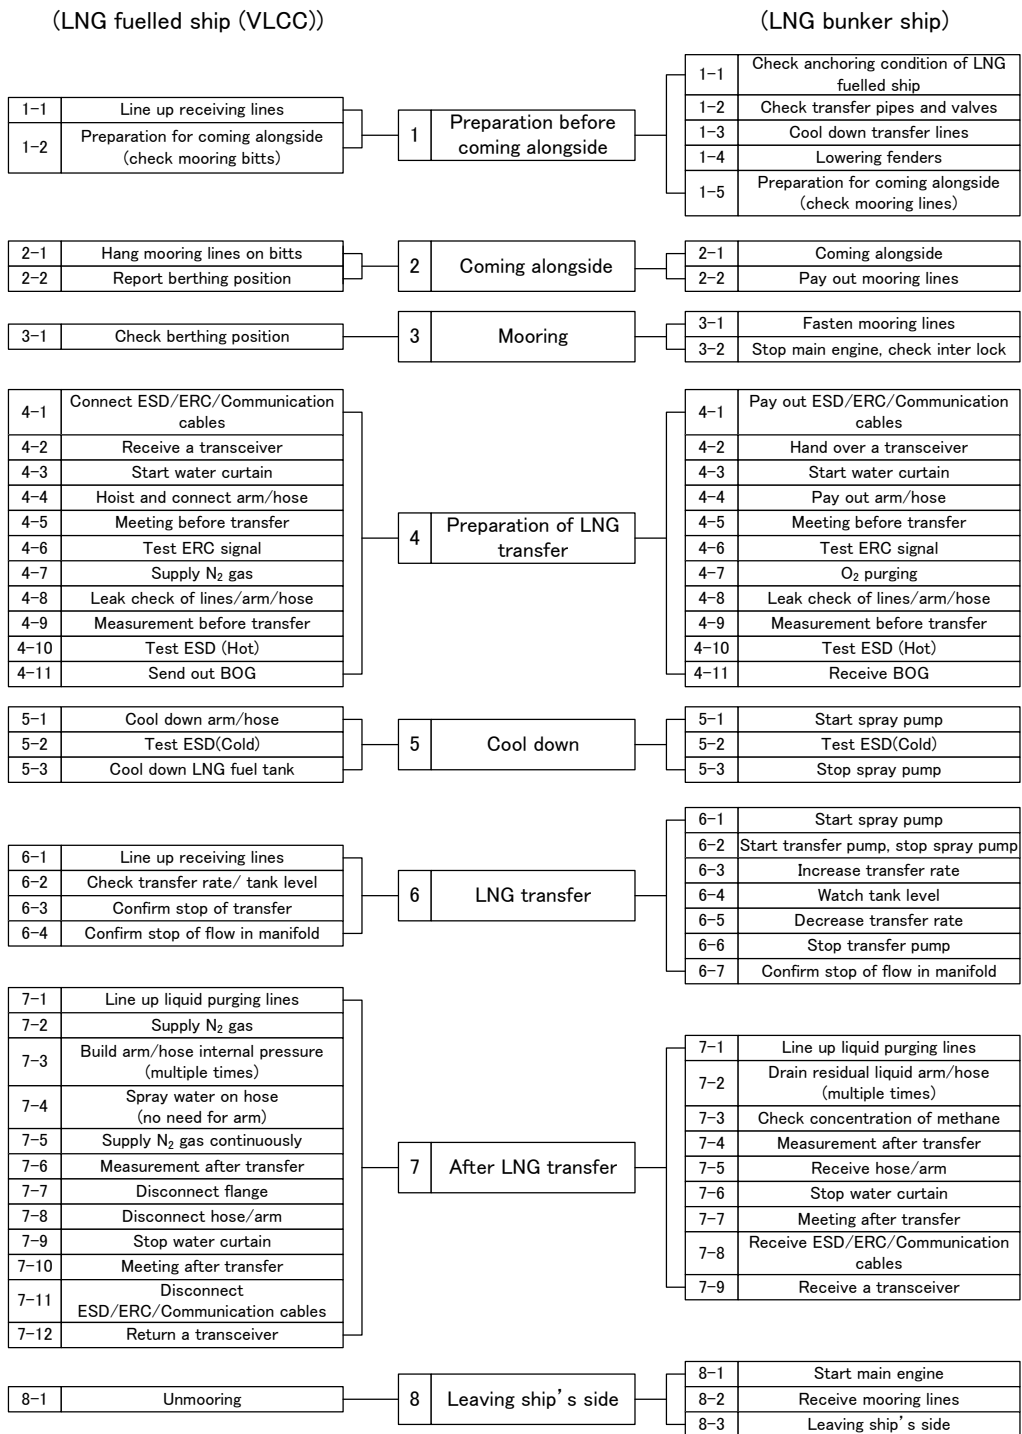 (LNG fuelled ship (VLCC))
(LNG bunker ship)
1-1 Line up receiving lines
1-2 Preparation for coming alongside
(check mooring bitts)
1 Preparation before
coming alongside
1-1 Check anchoring condition of LNG
fuelled ship
1-2 Check transfer pipes and valves
1-3 Cool down transfer lines
1-4 Lowering fenders
1-5 Preparation for coming alongside
(check mooring lines)
2-1 Hang mooring lines on bitts
2-2 Report berthing position
2 Coming alongside
2-1 Coming alongside
2-2 Pay out mooring lines
3-1 Check berthing position
3 Mooring
3-1 Fasten mooring lines
3-2 Stop main engine, check inter lock
4-1 Connect ESD/ERC/Communication
cables
4-2 Receive a transceiver
4-3 Start water curtain
4-4 Hoist and connect arm/hose
4-5 Meeting before transfer
4-6 Test ERC signal
4-7 Supply N₂ gas
4-8 Leak check of lines/arm/hose
4-9 Measurement before transfer
4-10 Test ESD (Hot)
4-11 Send out BOG
4 Preparation of LNG
transfer
4-1 Pay out ESD/ERC/Communication
cables
4-2 Hand over a transceiver
4-3 Start water curtain
4-4 Pay out arm/hose
4-5 Meeting before transfer
4-6 Test ERC signal
4-7 O₂ purging
4-8 Leak check of lines/arm/hose
4-9 Measurement before transfer
4-10 Test ESD (Hot)
4-11 Receive BOG
5-1 Cool down arm/hose
5-2 Test ESD(Cold)
5-3 Cool down LNG fuel tank
5 Cool down
5-1 Start spray pump
5-2 Test ESD(Cold)
5-3 Stop spray pump
6-1 Line up receiving lines
6-2 Check transfer rate/ tank level
6-3 Confirm stop of transfer
6-4 Confirm stop of flow in manifold
6 LNG transfer
6-1 Start spray pump
6-2 Start transfer pump, stop spray pump
6-3 Increase transfer rate
6-4 Watch tank level
6-5 Decrease transfer rate
6-6 Stop transfer pump
6-7 Confirm stop of flow in manifold
7-1 Line up liquid purging lines
7-2 Supply N₂ gas
7-3 Build arm/hose internal pressure
(multiple times)
7-4 Spray water on hose
(no need for arm)
7-5 Supply N₂ gas continuously
7-6 Measurement after transfer
7-7 Disconnect flange
7-8 Disconnect hose/arm
7-9 Stop water curtain
7-10 Meeting after transfer
7-11 Disconnect
ESD/ERC/Communication cables
7-12 Return a transceiver
7 After LNG transfer
7-1 Line up liquid purging lines
7-2 Drain residual liquid arm/hose
(multiple times)
7-3 Check concentration of methane
7-4 Measurement after transfer
7-5 Receive hose/arm
7-6 Stop water curtain
7-7 Meeting after transfer
7-8 Receive ESD/ERC/Communication
cables
7-9 Receive a transceiver
8-1 Unmooring
8 Leaving ship's side
8-1 Start main engine
8-2 Receive mooring lines
8-3 Leaving ship's side